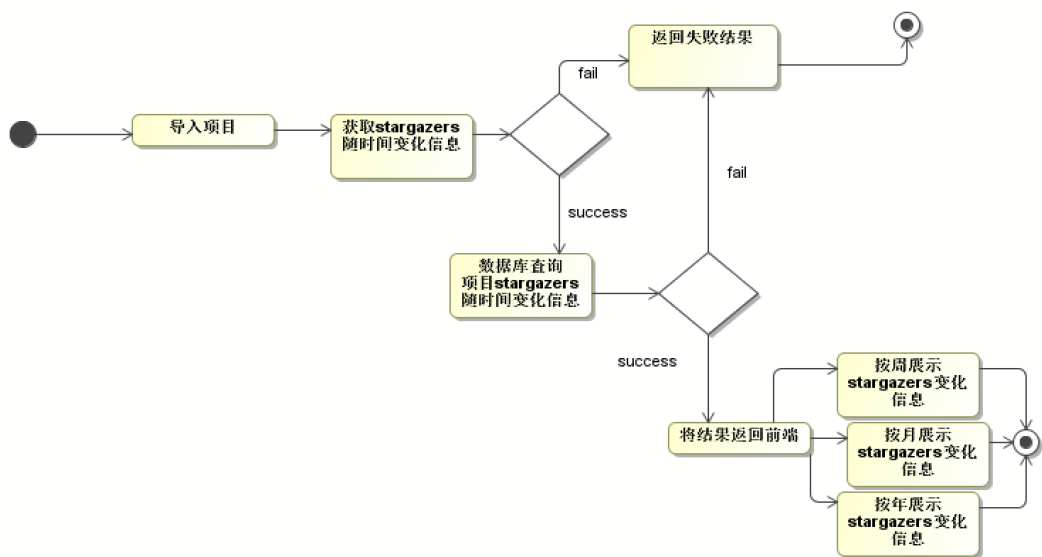 返回失败结果
fail
导入项目
获取stargazers
随时间变化信息
fail
success
数据库查询
项目stargazers
随时间变化信息
success
按周展示
stargazers变化
信息
将结果返回前端
按月展示
stargazers变化
信息
按年展示
stargazers变化
信息